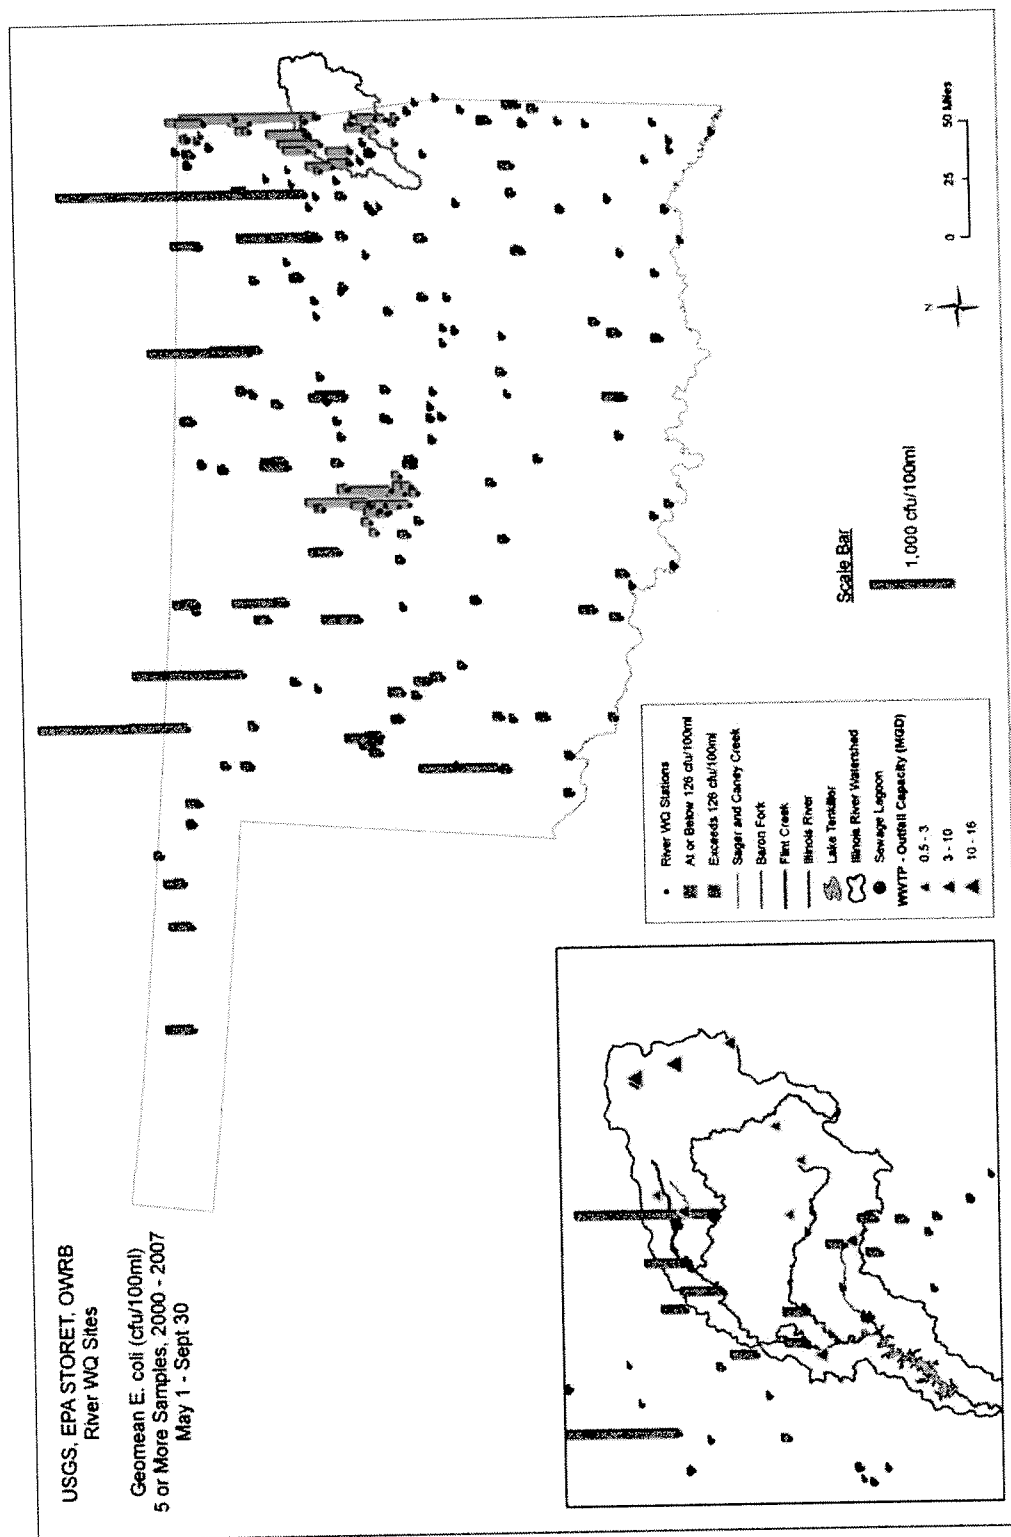 USGS, EPA STORET, OWRB
River WQ Sites
Geomean E. coli (cfu/100ml)
5 or More Samples, 2000 - 2007
May 1 - Sept 30
River WQ Stations
At or Below 126 cfu/100ml
Exceeds 126 cfu/100ml
Sager and Caney Creek
Baron Fork
Flint Creek
Illinois River
Lake Tenkiller
Illinois River Watershed
Sewage Lagoon
WWTP - Outfall Capacity (MGD)
0.5 - 3
3 - 10
10 - 16
Scale Bar
1,000 cfu/100ml
N
0 25 50 Miles